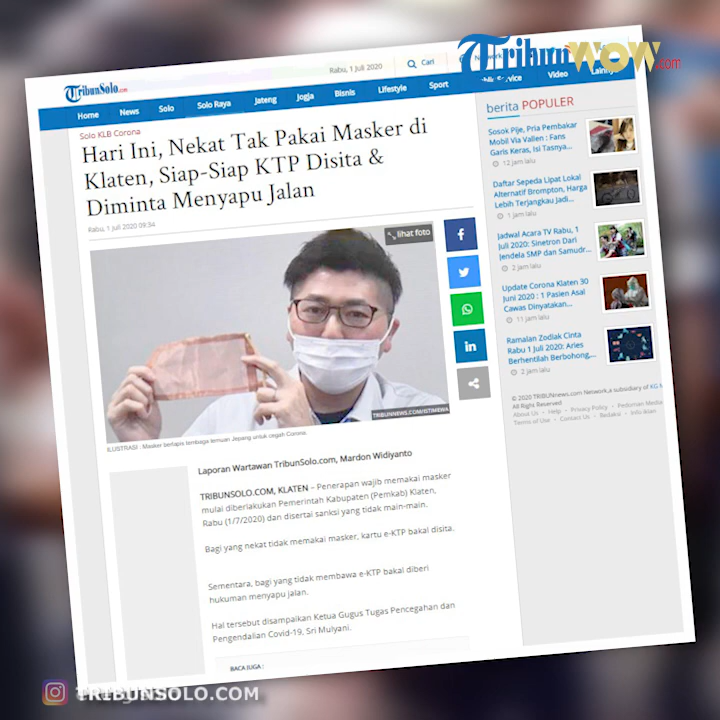 TribunWOW.com
TribunSolo.com
Rabu, 1 Juli 2020
Cari
Network
Home News Solo Solo Raya Jateng Jogja Bisnis Lifestyle Sport Video
Solo KLB Corona
Hari Ini, Nekat Tak Pakai Masker di
Klaten, Siap-Siap KTP Disita &
Diminta Menyapu Jalan
Rabu, 1 Juli 2020 09:34
lihat foto
TRIBUNNEWS.COM/ISTIMEWA
ILUSTRASI : Masker berlapis tembaga temuan Jepang untuk cegah Corona.
Laporan Wartawan TribunSolo.com, Mardon Widiyanto
TRIBUNSOLO.COM, KLATEN – Penerapan wajib memakai masker
mulai diberlakukan Pemerintah Kabupaten (Pemkab) Klaten,
Rabu (1/7/2020) dan disertai sanksi yang tidak main-main.
Bagi yang nekat tidak memakai masker, kartu e-KTP bakal disita.
Sementara, bagi yang tidak membawa e-KTP bakal diberi
hukuman menyapu jalan.
Hal tersebut disampaikan Ketua Gugus Tugas Pencegahan dan
Pengendalian Covid-19, Sri Mulyani.
BACA JUGA :
berita POPULER
Sosok Pije, Pria Pembakar
Mobil Via Vallen : Fans
Garis Keras, Isi Tasnya...
12 jam lalu
Daftar Sepeda Lipat Lokal
Alternatif Brompton, Harga
Lebih Terjangkau Jadi...
1 jam lalu
Jadwal Acara TV Rabu, 1
Juli 2020: Sinetron Dari
Jendela SMP dan Samudr...
2 jam lalu
Update Corona Klaten 30
Juni 2020 : 1 Pasien Asal
Cawas Dinyatakan...
11 jam lalu
Ramalan Zodiak Cinta
Rabu 1 Juli 2020: Aries
Berhentilah Berbohong,...
2 jam lalu
© 2020 TRIBUNnews.com Network,a subsidiary of KG
All Right Reserved
About Us Help Privacy Policy Pedoman Media
Terms of Use Contact Us Redaksi Info iklan
TRIBUNSOLO.COM